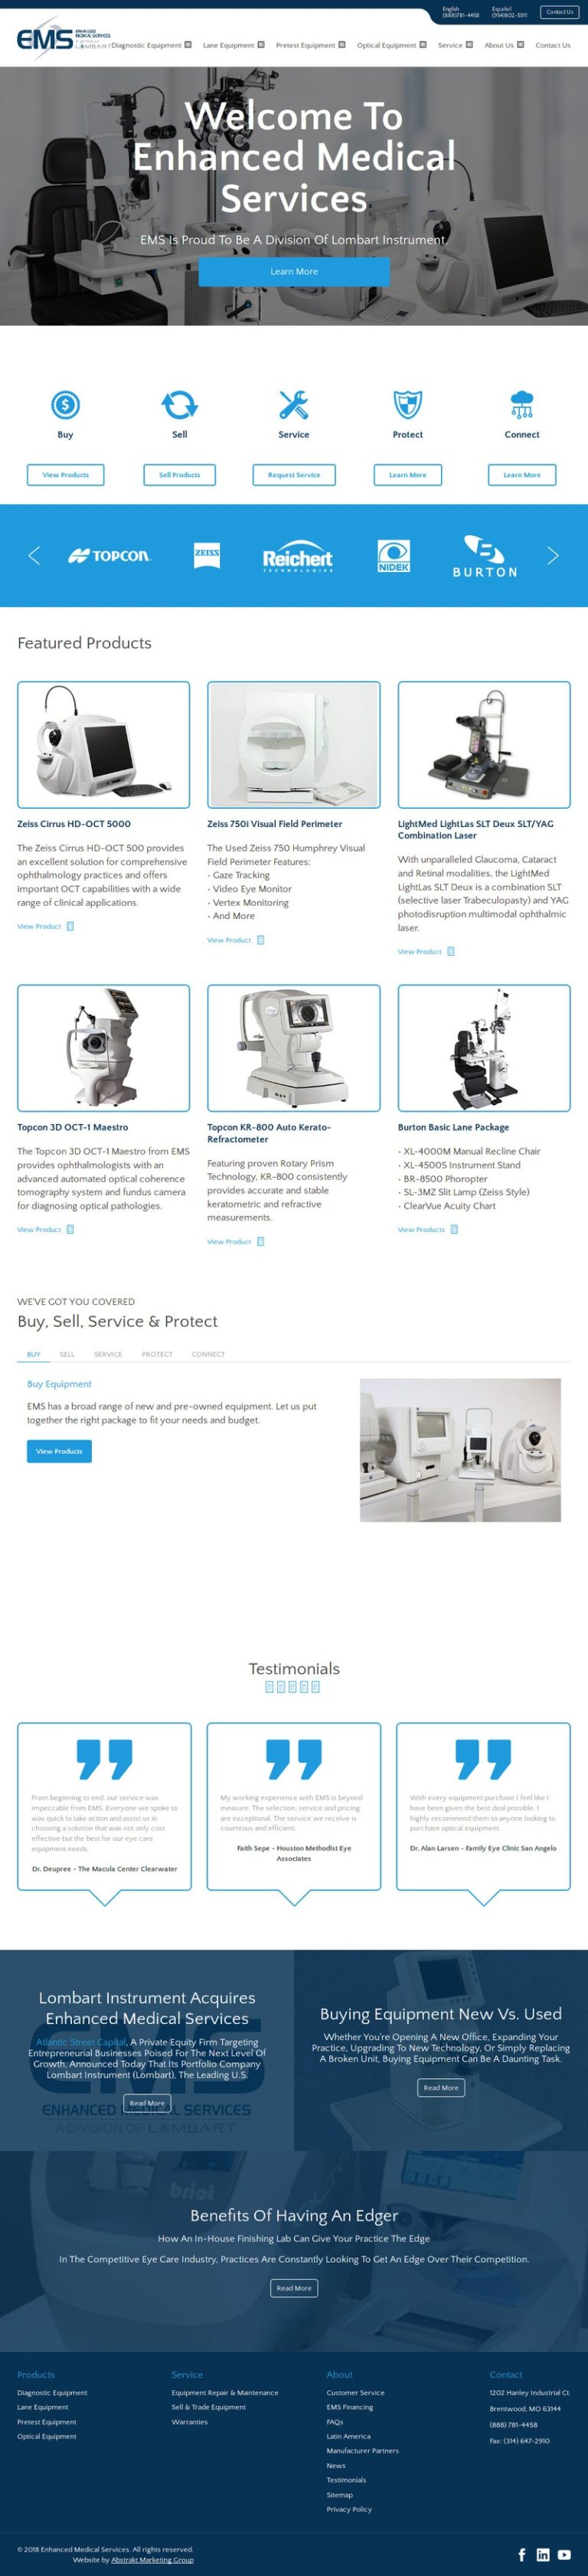 English
(888)781-4458
Español
(954)802-5911
Contact Us
EMS ENHANCED MEDICAL SERVICES
LOMBART
Diagnostic Equipment
Lane Equipment
Pretest Equipment
Optical Equipment
Service
About Us
Contact Us
Welcome To
Enhanced Medical
Services
EMS Is Proud To Be A Division Of Lombart Instrument
Learn More
Buy
Sell
Service
Protect
Connect
View Products
Sell Products
Request Service
Learn More
Learn More
TOPCON
ZEISS
Reichert
TECHNOLOGIES
NIDEK
BURTON
Featured Products
Zeiss Cirrus HD-OCT 5000
The Zeiss Cirrus HD-OCT 500 provides
an excellent solution for comprehensive
ophthalmology practices and offers
important OCT capabilities with a wide
range of clinical applications.
View Product
Zeiss 750i Visual Field Perimeter
The Used Zeiss 750 Humphrey Visual
Field Perimeter Features:
• Gaze Tracking
• Video Eye Monitor
• Vertex Monitoring
• And More
View Product
LightMed LightLas SLT Deux SLT/YAG
Combination Laser
With unparalleled Glaucoma, Cataract
and Retinal modalities, the LightMed
LightLas SLT Deux is a combination SLT
(selective laser Trabeculopasty) and YAG
photodisruption multimodal ophthalmic
laser.
View Product
Topcon 3D OCT-1 Maestro
The Topcon 3D OCT-1 Maestro from EMS
provides ophthalmologists with an
advanced automated optical coherence
tomography system and fundus camera
for diagnosing optical pathologies.
View Product
Topcon KR-800 Auto Kerato-
Refractometer
Featuring proven Rotary Prism
Technology, KR-800 consistently
provides accurate and stable
keratometric and refractive
measurements.
View Product
Burton Basic Lane Package
• XL-4000M Manual Recline Chair
• XL-4500S Instrument Stand
• BR-8500 Phoropter
• SL-3MZ Slit Lamp (Zeiss Style)
• ClearVue Acuity Chart
View Products
WE'VE GOT YOU COVERED
Buy, Sell, Service & Protect
BUY
SELL
SERVICE
PROTECT
CONNECT
Buy Equipment
EMS has a broad range of new and pre-owned equipment. Let us put
together the right package to fit your needs and budget.
View Products
Testimonials
From beginning to end, our service was
impeccable from EMS. Everyone we spoke to
was quick to take action and assist us in
choosing a solution that was not only cost
effective but the best for our eye care
equipment needs.
Dr. Deupree - The Macula Center Clearwater
My working experience with EMS is beyond
measure. The selection, service and pricing
are exceptional. The service we receive is
courteous and efficient.
Faith Sepe - Houston Methodist Eye
Associates
With every equipment purchase I feel like I
have been given the best deal possible. I
highly recommend them to anyone looking to
purchase optical equipment.
Dr. Alan Larsen - Family Eye Clinic San Angelo
Lombart Instrument Acquires
Enhanced Medical Services
Atlantic Street Capital, A Private Equity Firm Targeting
Entrepreneurial Businesses Poised For The Next Level Of
Growth, Announced Today That Its Portfolio Company
Lombart Instrument (Lombart), The Leading U.S.
Read More
ENHANCED MEDICAL SERVICES
A DIVISION OF LOMBART
Buying Equipment New Vs. Used
Whether You're Opening A New Office, Expanding Your
Practice, Upgrading To New Technology, Or Simply Replacing
A Broken Unit, Buying Equipment Can Be A Daunting Task.
Read More
briot
Benefits Of Having An Edger
How An In-House Finishing Lab Can Give Your Practice The Edge
In The Competitive Eye Care Industry, Practices Are Constantly Looking To Get An Edge Over Their Competition.
Read More
Products
Diagnostic Equipment
Lane Equipment
Pretest Equipment
Optical Equipment
Service
Equipment Repair & Maintenance
Sell & Trade Equipment
Warranties
About
Customer Service
EMS Financing
FAQs
Latin America
Manufacturer Partners
News
Testimonials
Sitemap
Privacy Policy
Contact
1202 Hanley Industrial Ct.
Brentwood, MO 63144
(888) 781-4458
Fax: (314) 647-2910
© 2018 Enhanced Medical Services. All rights reserved.
Website by Abstrakt Marketing Group